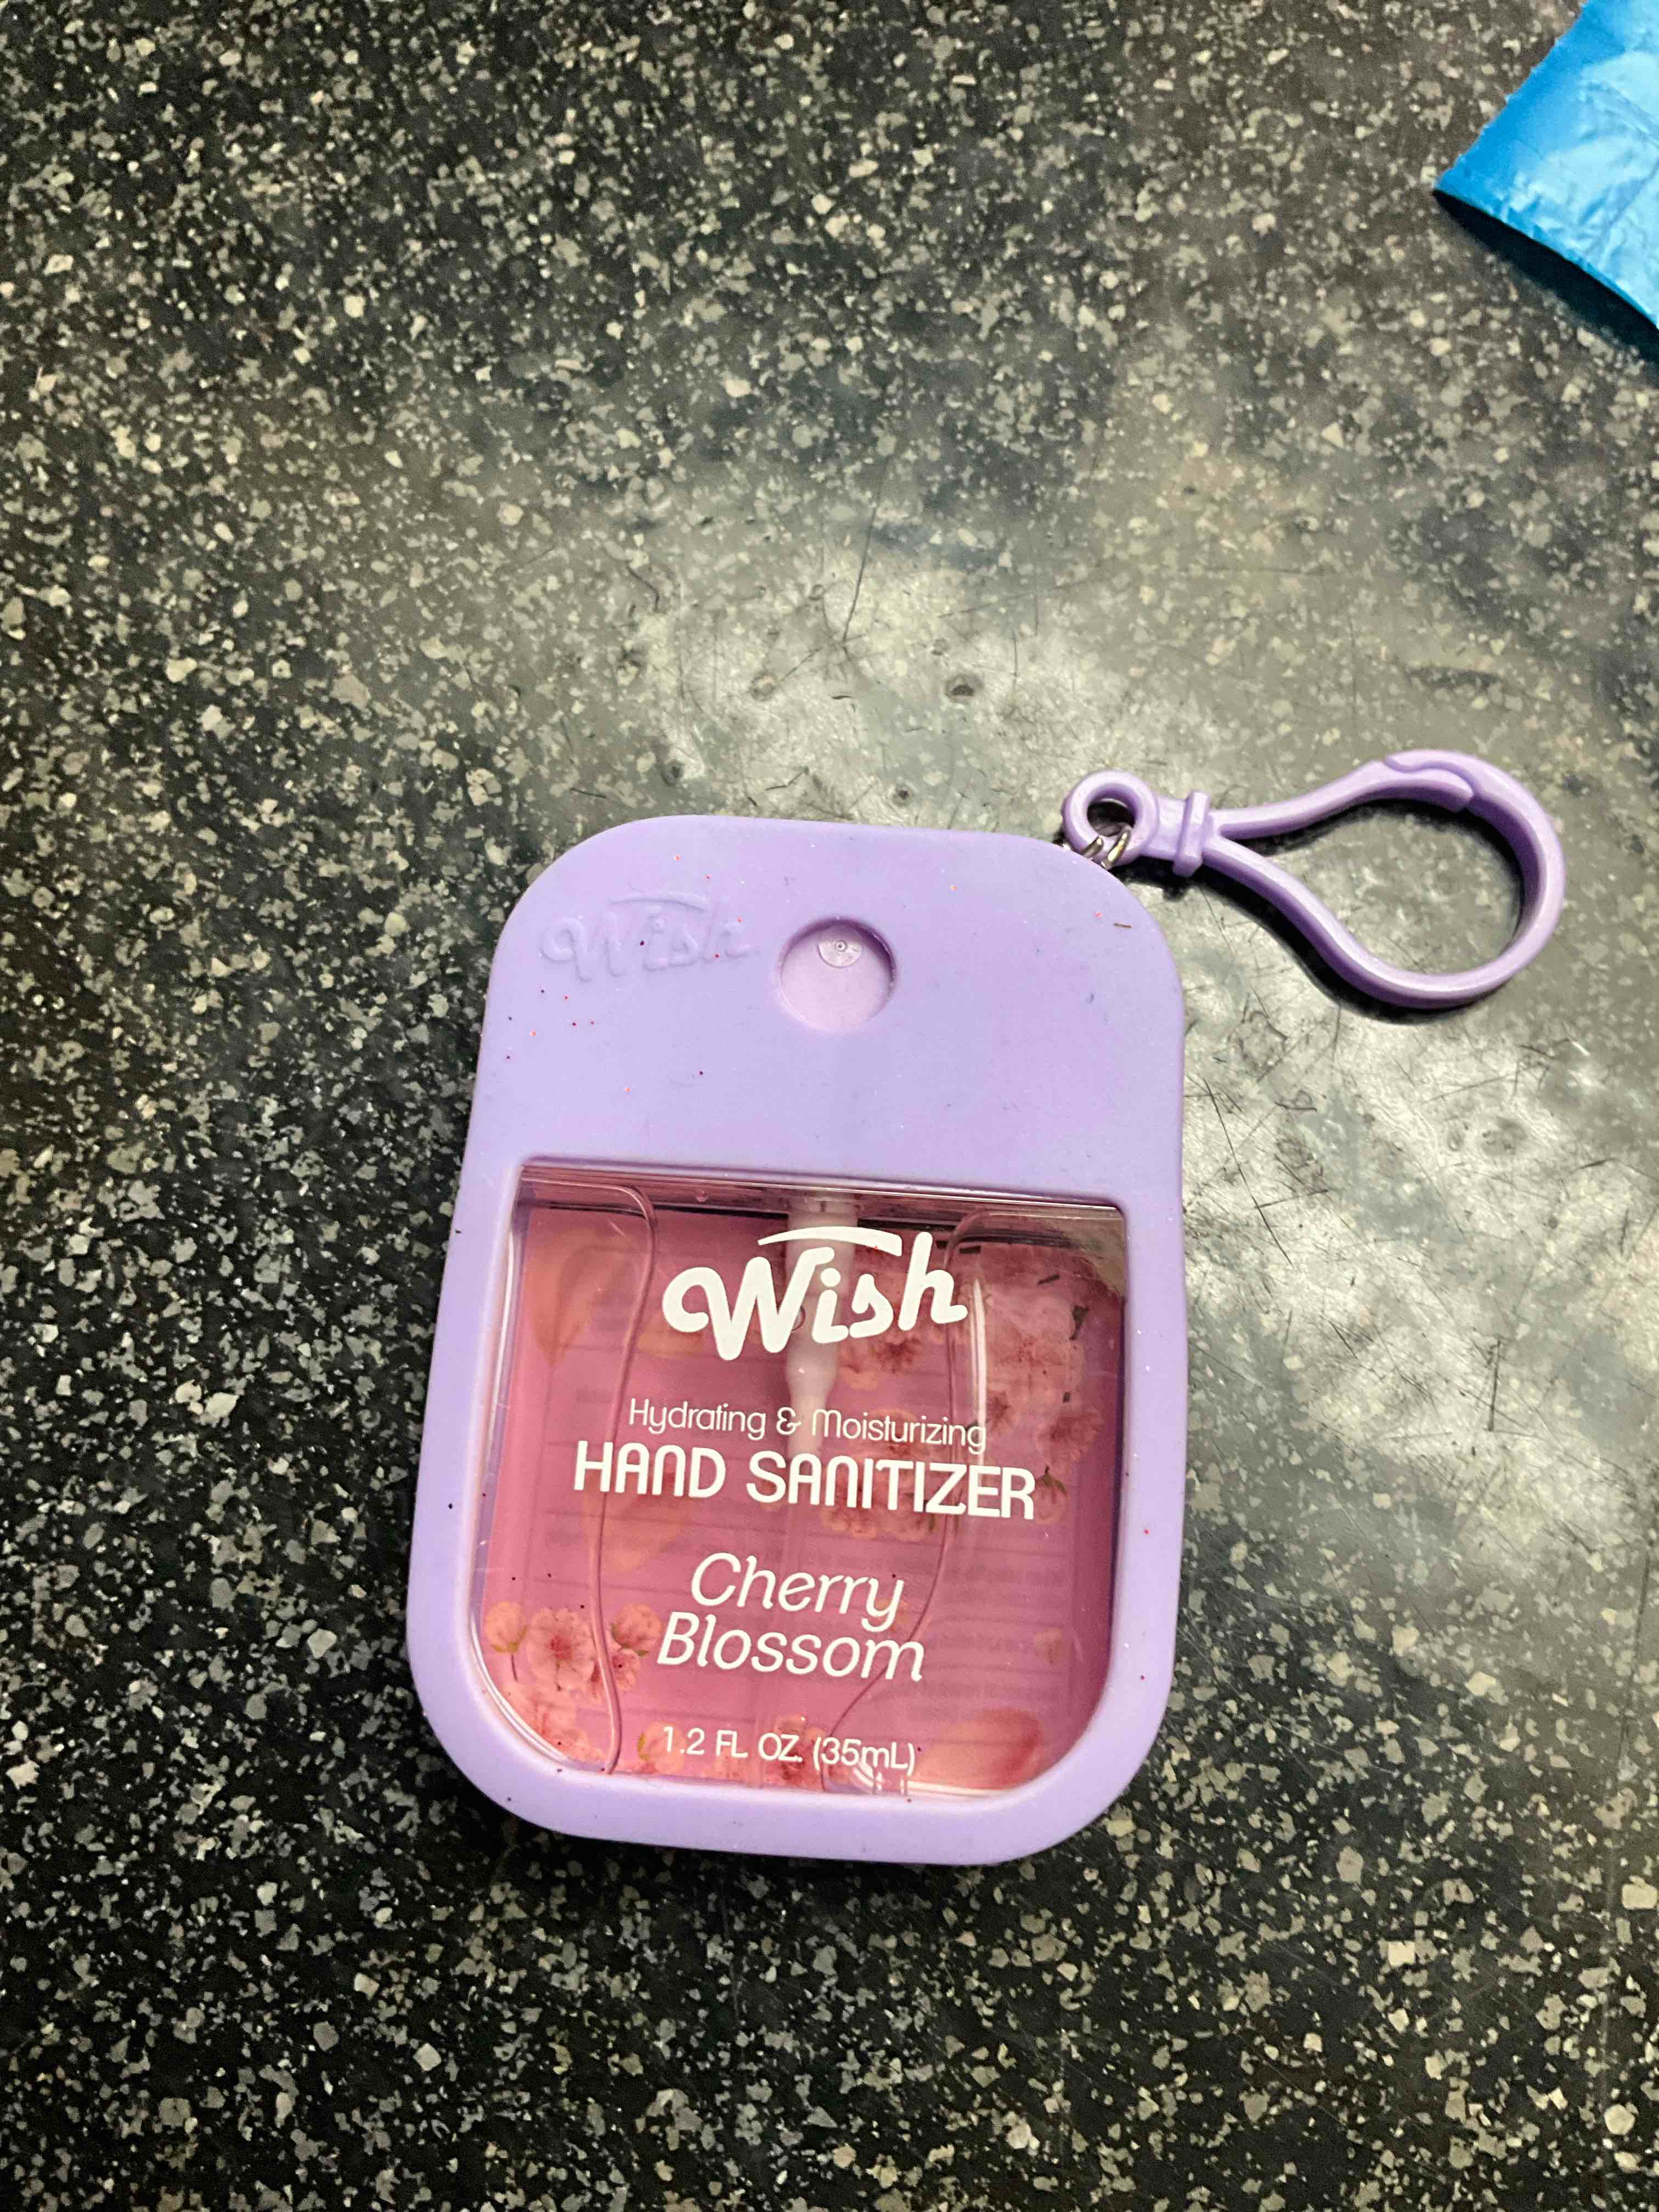 Wish
Wish
Hydrating & Moisturizing
HAND SANITIZER
Cherry
Blossom
1.2 FL. OZ. (35mL)